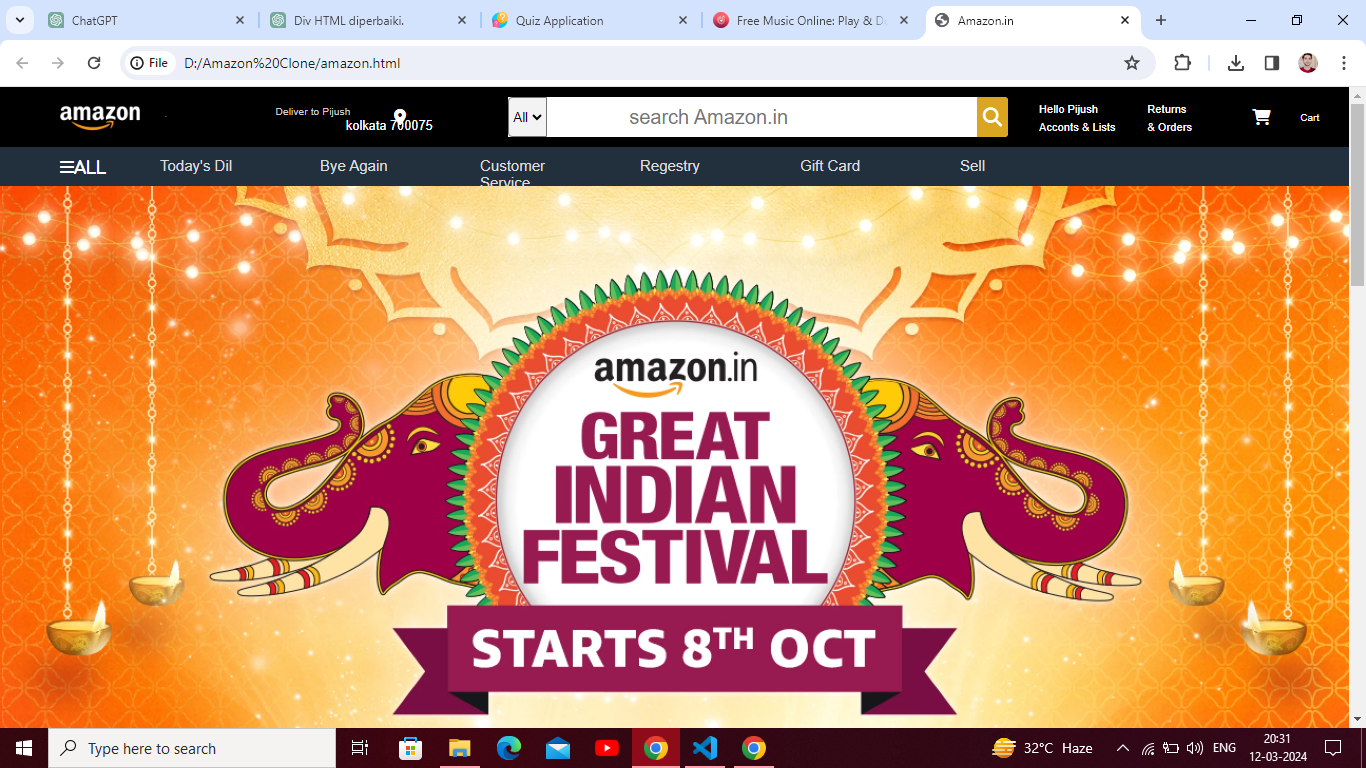 ChatGPT
Div HTML diperbaiki.
Quiz Application
Free Music Online: Play & Do
Amazon.in
File
D:/Amazon%20Clone/amazon.html
amazon
Deliver to Pijush
kolkata 700075
All
search Amazon.in
Hello Pijush
Acconts & Lists
Returns
& Orders
Cart
ALL
Today's Dil
Bye Again
Customer
Service
Regestry
Gift Card
Sell
amazon.in
GREAT
INDIAN
FESTIVAL
STARTS 8TH OCT
Type here to search
32°C Haze
ENG
20:31
12-03-2024